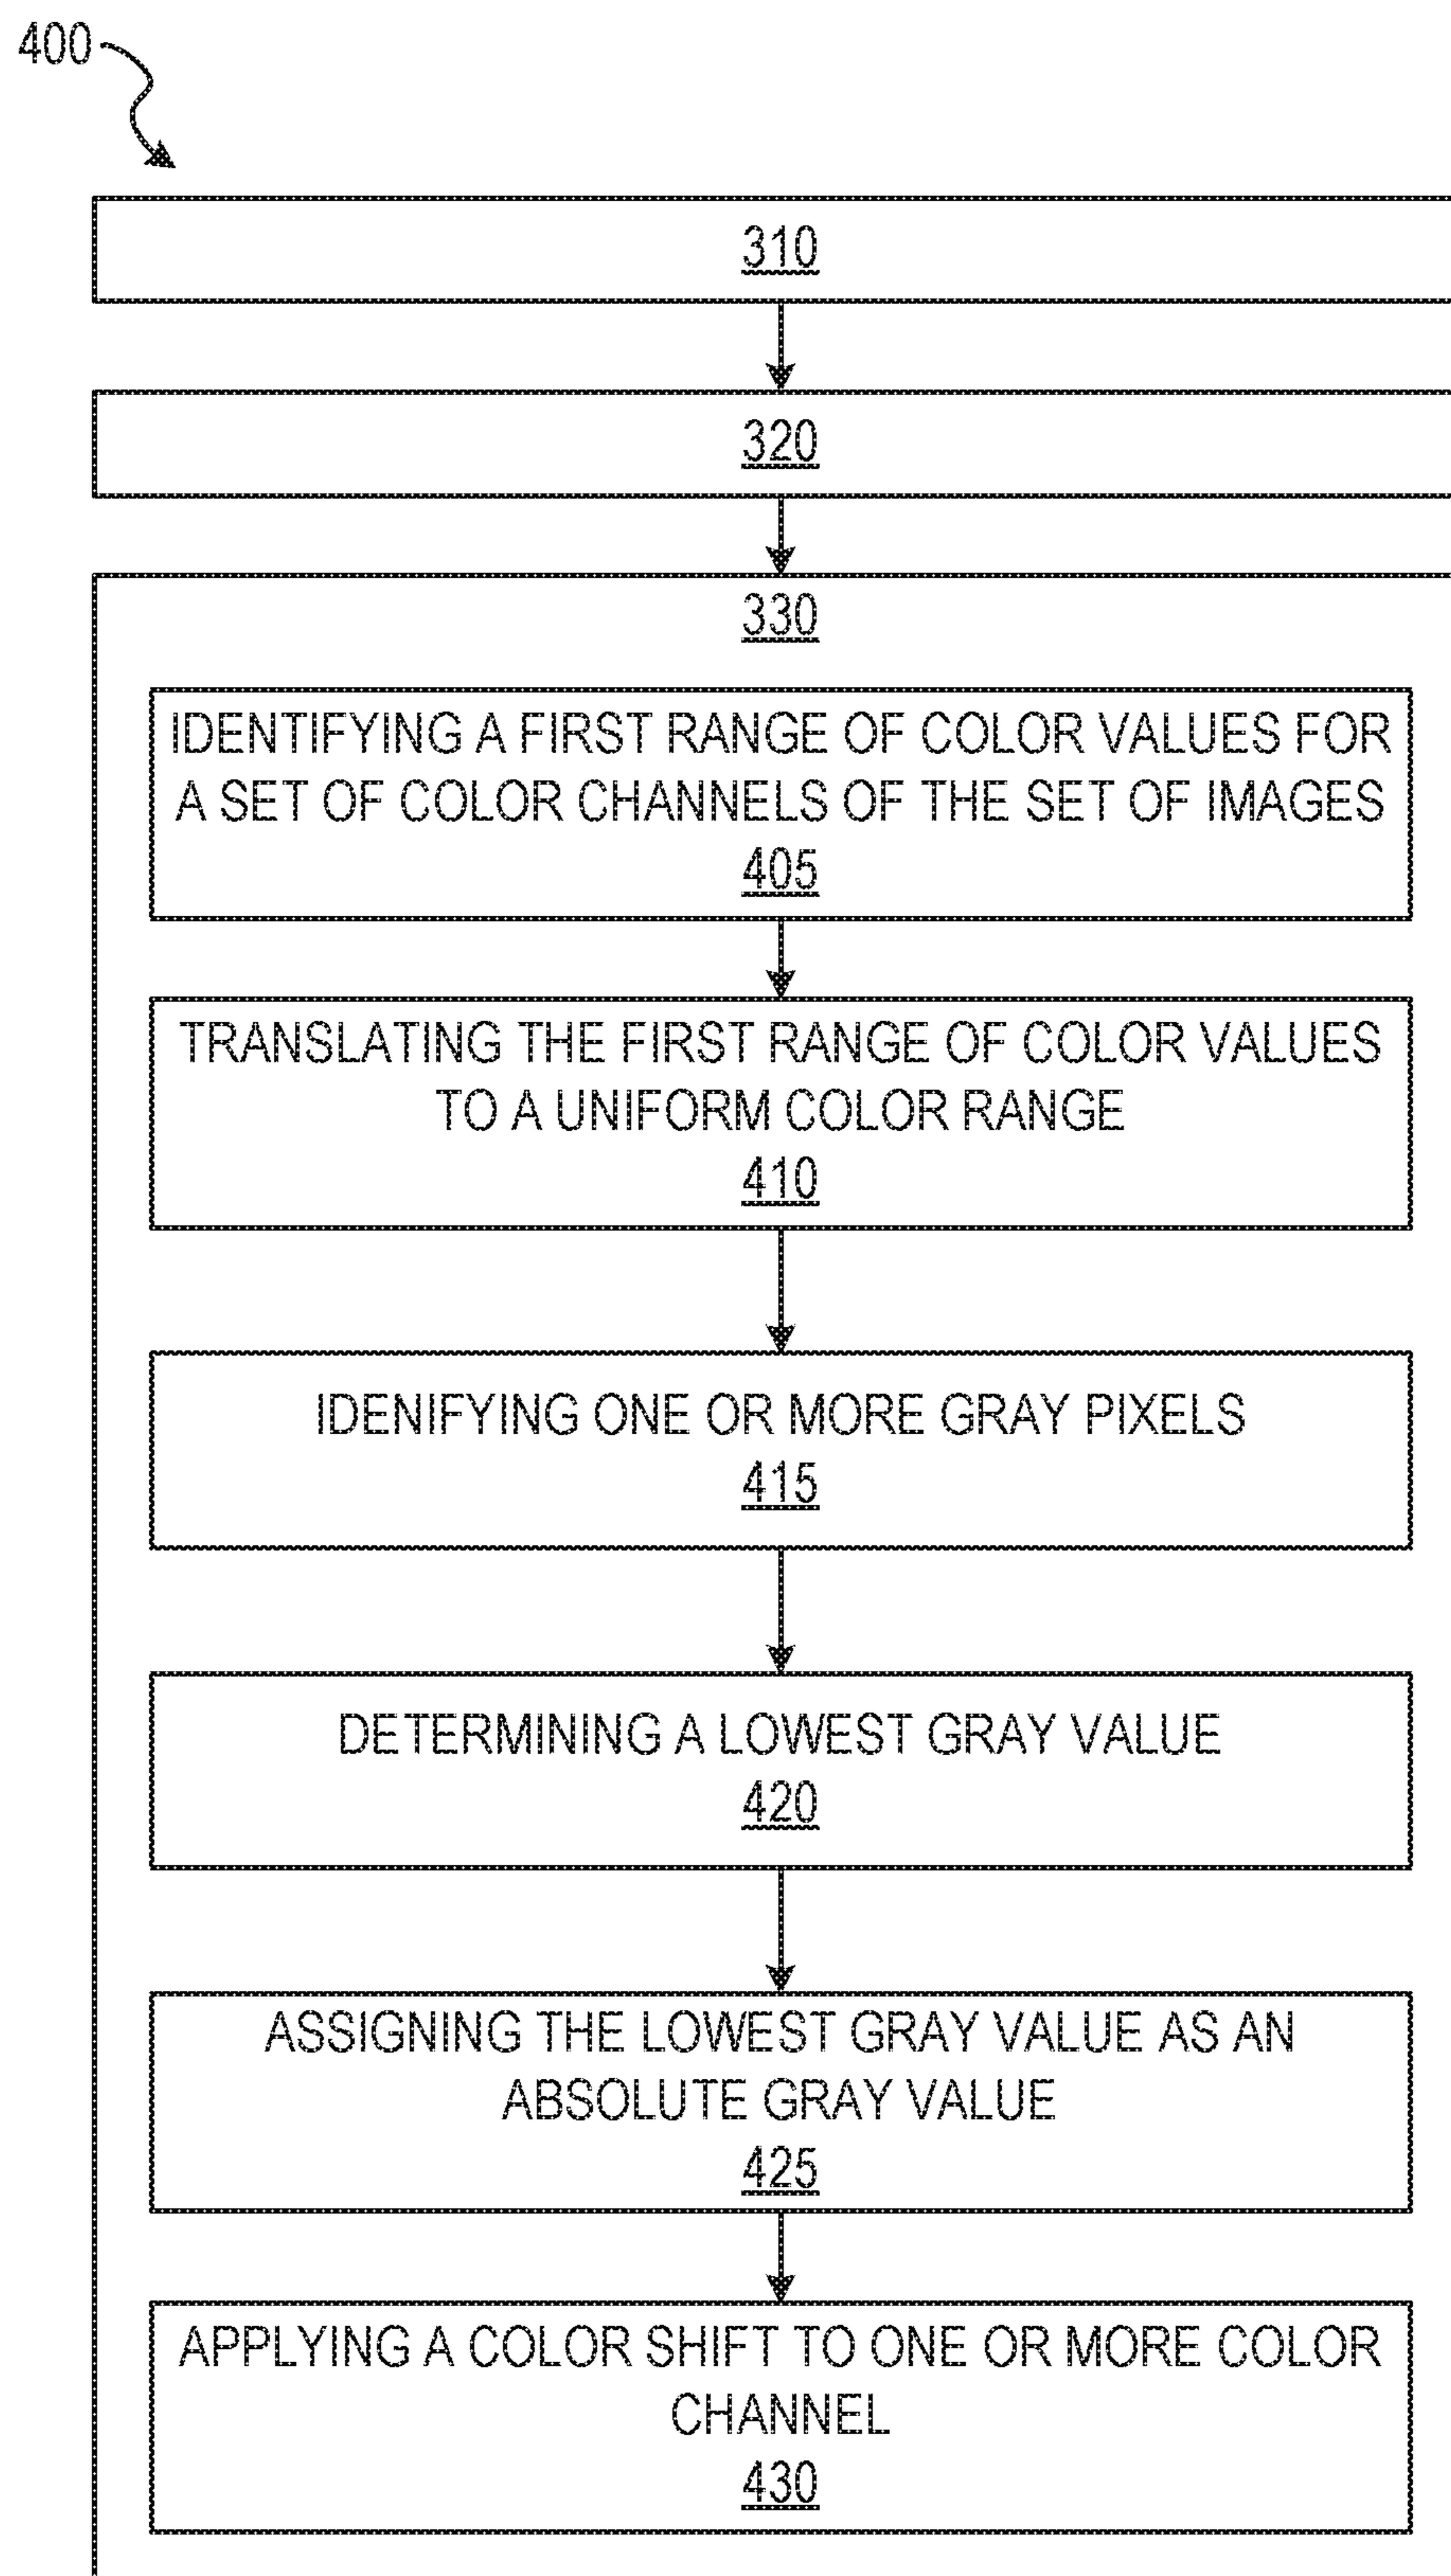 400
310
320
330
IDENTIFYING A FIRST RANGE OF COLOR VALUES FOR
A SET OF COLOR CHANNELS OF THE SET OF IMAGES
405
TRANSLATING THE FIRST RANGE OF COLOR VALUES
TO A UNIFORM COLOR RANGE
410
IDENIFYING ONE OR MORE GRAY PIXELS
415
DETERMINING A LOWEST GRAY VALUE
420
ASSIGNING THE LOWEST GRAY VALUE AS AN
ABSOLUTE GRAY VALUE
425
APPLYING A COLOR SHIFT TO ONE OR MORE COLOR
CHANNEL
430